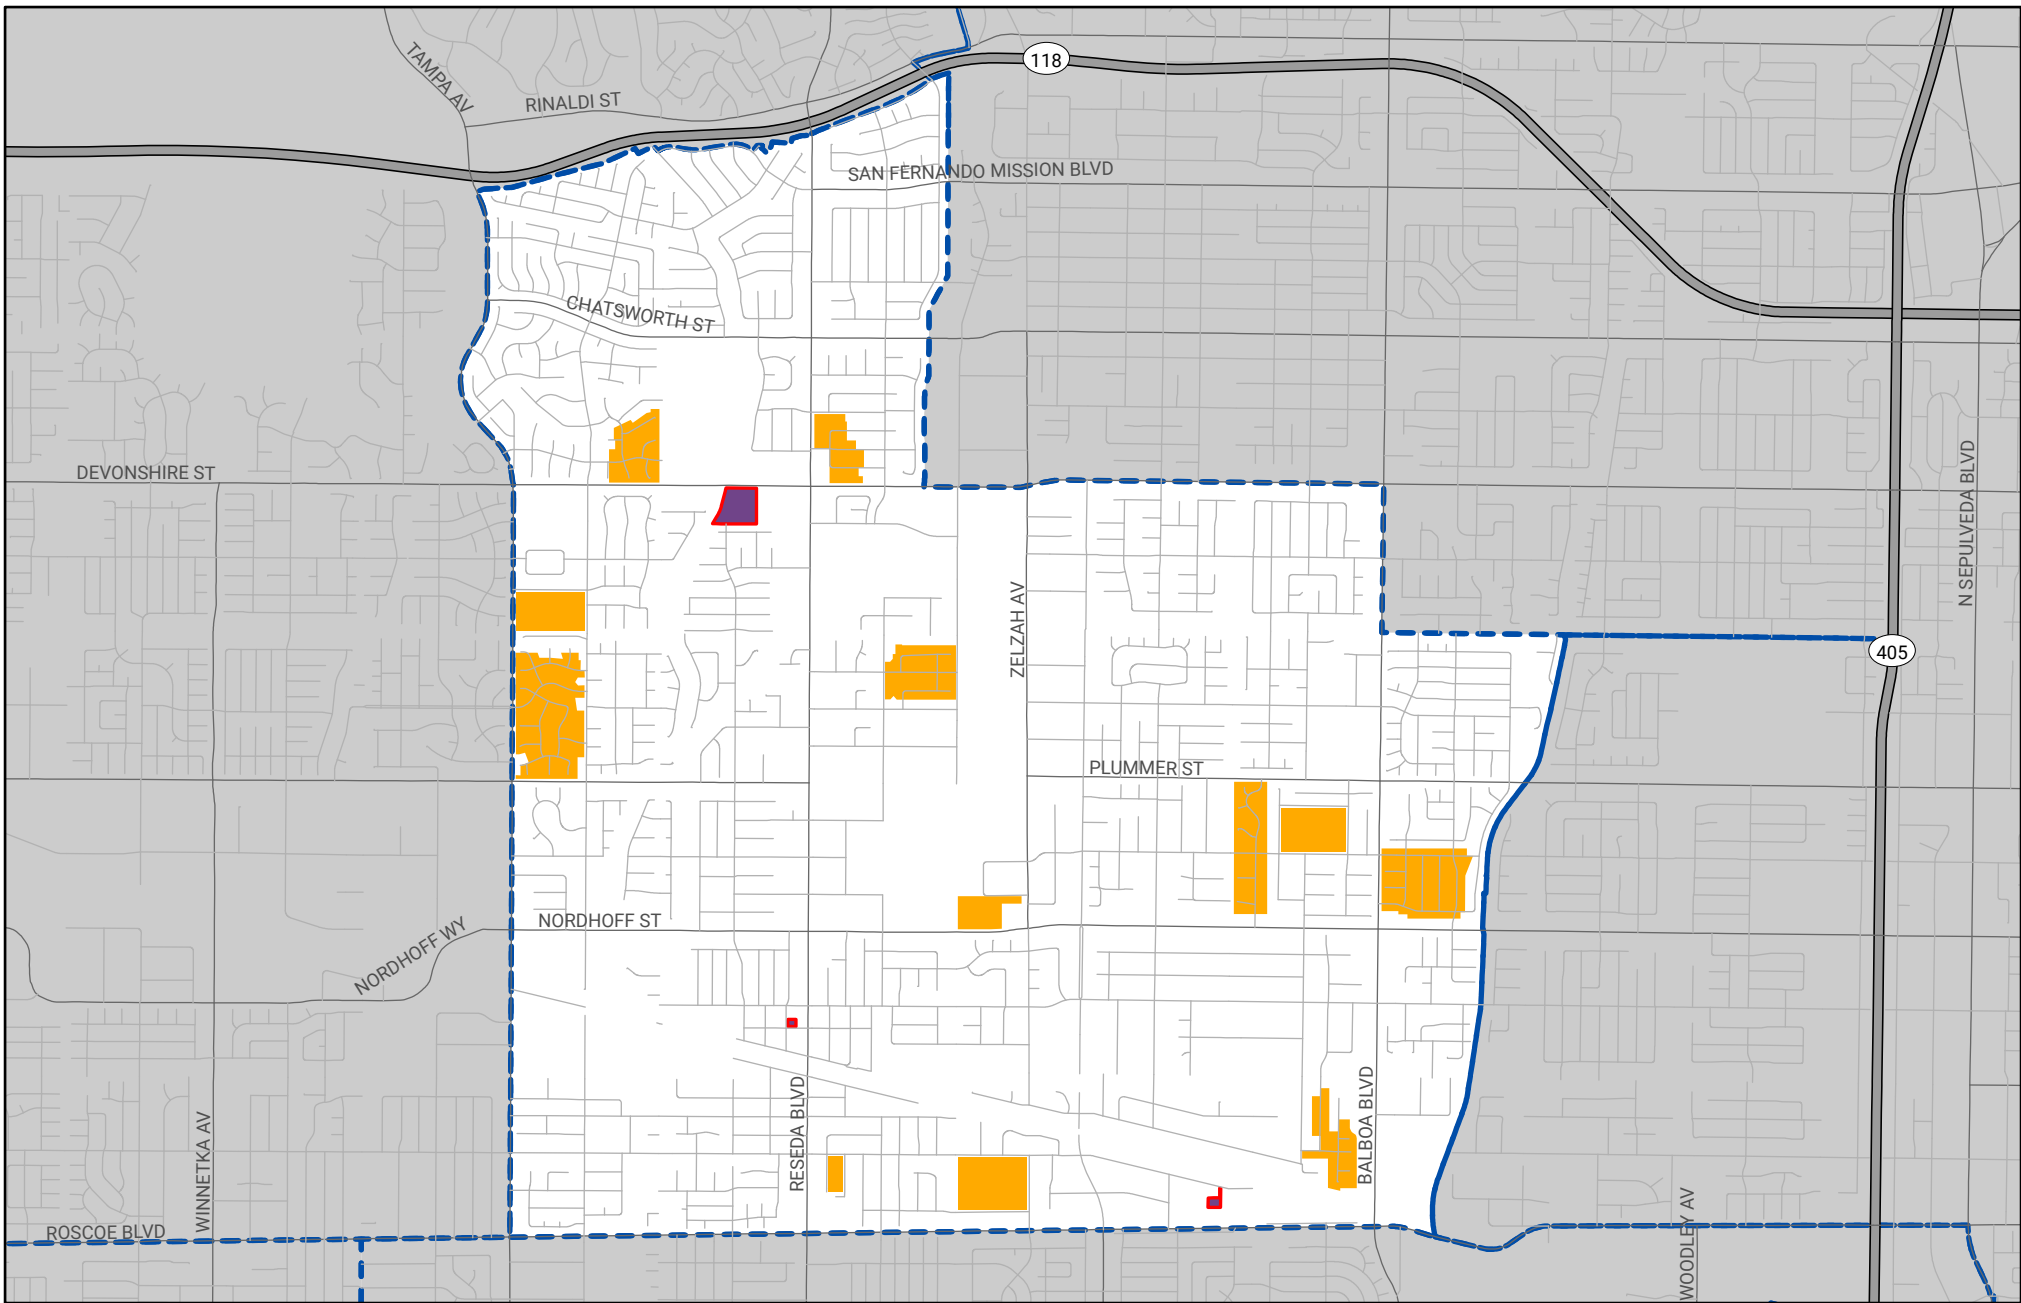 118
TAMPA AV
RINALDI ST
SAN FERNANDO MISSION BLVD
CHATSWORTH ST
DEVONSHIRE ST
N SEPULVEDA BLVD
ZELZAH AV
405
PLUMMER ST
NORDHOFF ST
NORDHOFF WY
RESEDA BLVD
BALBOA BLVD
WINNETKA AV
ROSCOE BLVD
WOODLEY AV